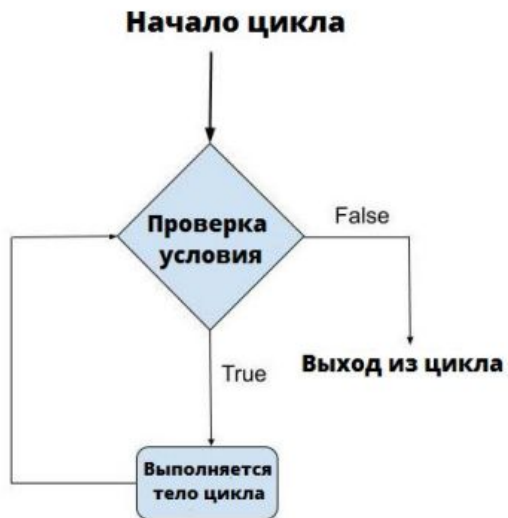 Начало цикла
Проверка
условия
False
True
Выход из цикла
Выполняется
тело цикла